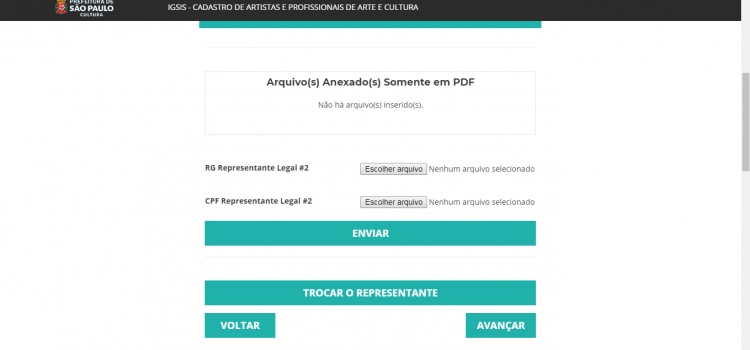 PREFEITURA DE
SÃO PAULO
CULTURA
IGSIS - CADASTRO DE ARTISTAS E PROFISSIONAIS DE ARTE E CULTURA
Arquivo(s) Anexado(s) Somente em PDF
Não há arquivo(s) inserido(s).
RG Representante Legal #2
Escolher arquivo Nenhum arquivo selecionado
CPF Representante Legal #2
Escolher arquivo Nenhum arquivo selecionado
ENVIAR
TROCAR O REPRESENTANTE
VOLTAR
AVANÇAR